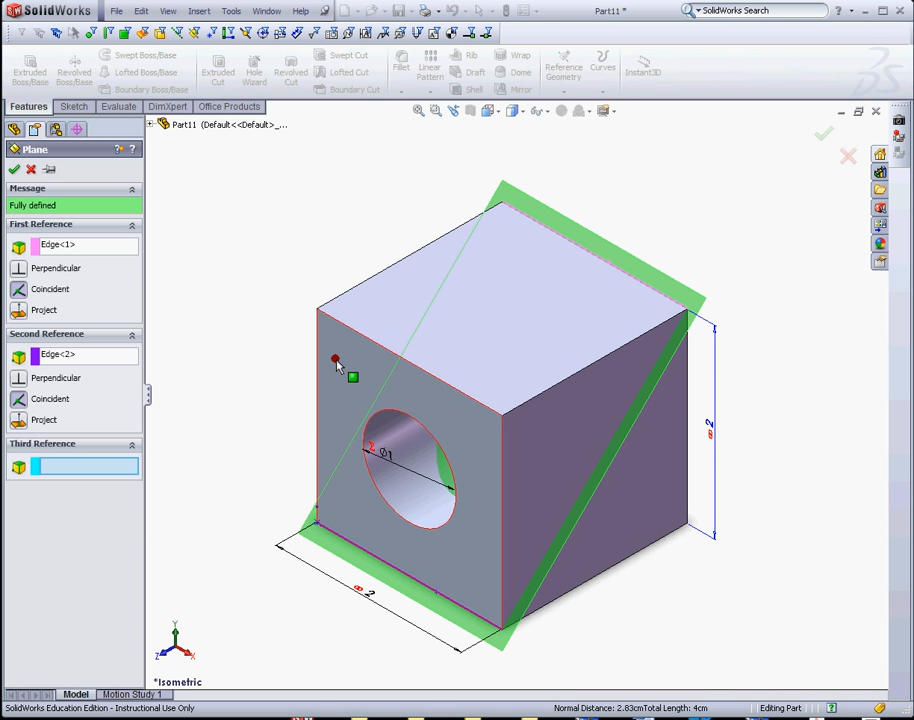 SolidWorks File Edit View Insert Tools Window Help Part11 * SolidWorks Search
Extruded Boss/Base
Revolved Boss/Base
Swept Boss/Base
Lofted Boss/Base
Boundary Boss/Base
Extruded Cut
Hole Wizard
Revolved Cut
Swept Cut
Lofted Cut
Boundary Cut
Fillet
Linear Pattern
Rib
Draft
Shell
Wrap
Dome
Mirror
Reference Geometry
Curves
Instant3D
Features Sketch Evaluate DimXpert Office Products
Part11 (Default<<Default>_...
Plane
Message
Fully defined
First Reference
Edge<1>
Perpendicular
Coincident
Project
Second Reference
Edge<2>
Perpendicular
Coincident
Project
Third Reference
Ø1
2
2
Y
Z
X
*Isometric
Model Motion Study 1
SolidWorks Education Edition - Instructional Use Only Normal Distance: 2.83cmTotal Length: 4cm Editing Part